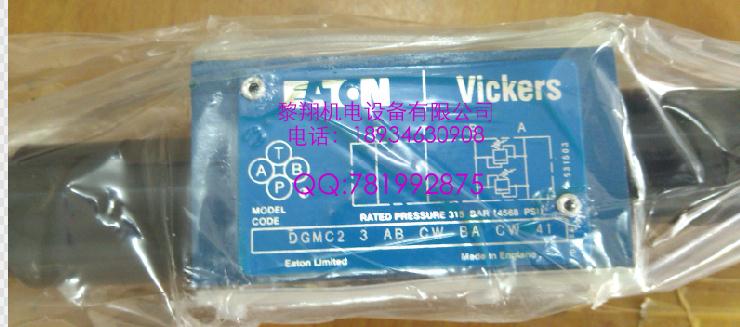 EATON | Vickers
黎翔机电设备有限公司
电话：18934630908
A
T
A B
P
QQ:781992875
531503
RATED PRESSURE 315 BAR (4568 PSI)
MODEL
CODE
DGMC2 3 AB CW BA CW 41
Eaton Limited
Made in England